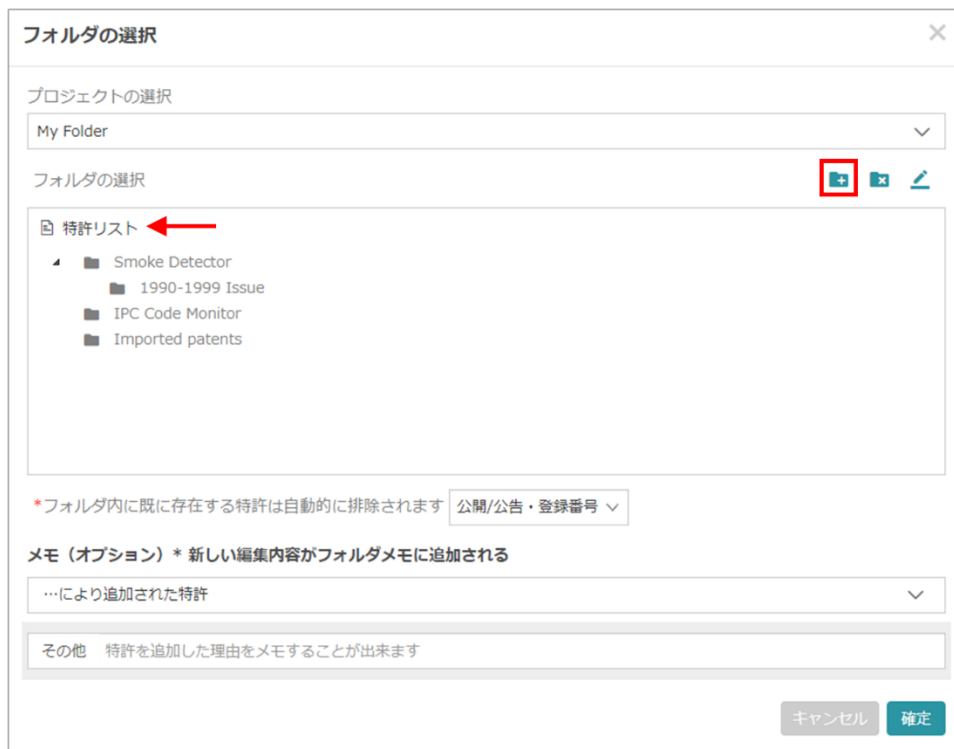 フォルダの選択
プロジェクトの選択
My Folder
フォルダの選択
特許リスト
Smoke Detector
1990-1999 Issue
IPC Code Monitor
Imported patents
*フォルダ内に既に存在する特許は自動的に排除されます 公開/公告・登録番号
メモ（オプション）* 新しい編集内容がフォルダメモに追加される
…により追加された特許
その他 特許を追加した理由をメモすることが出来ます
キャンセル 確定